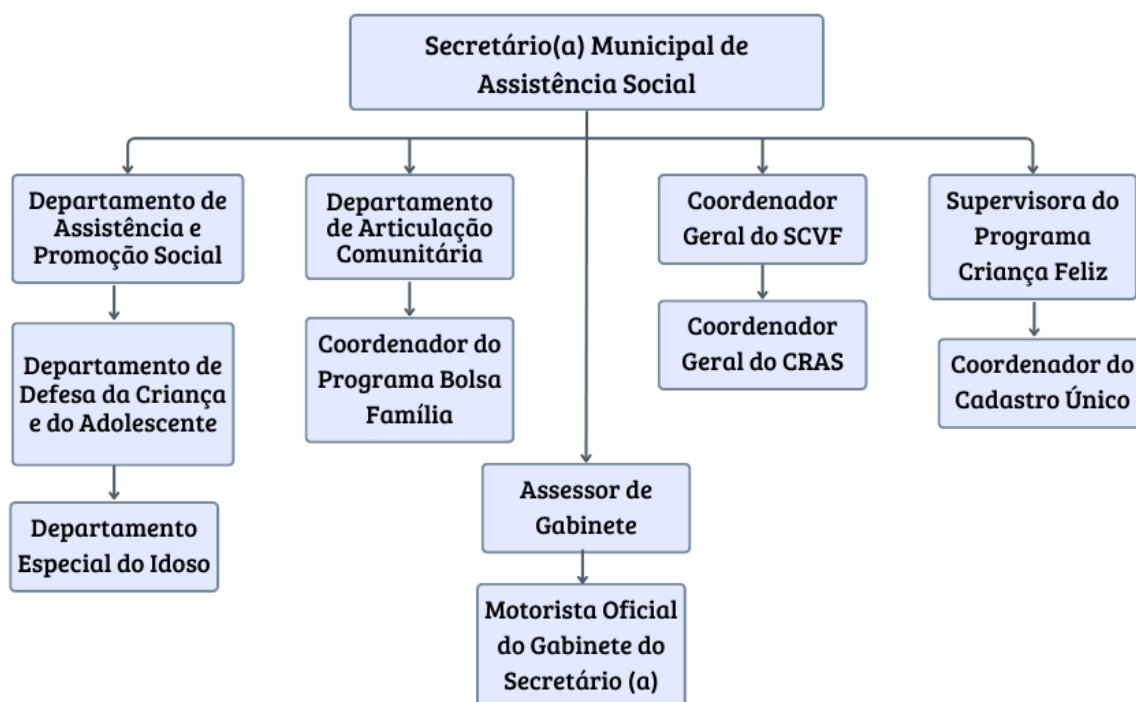 Secretário(a) Municipal de
Assistência Social
Departamento de
Assistência e
Promoção Social
Departamento de
Defesa da Criança
e do Adolescente
Departamento
Especial do Idoso
Departamento
de Articulação
Comunitária
Coordenador do
Programa Bolsa
Família
Assessor de
Gabinete
Motorista Oficial
do Gabinete do
Secretário (a)
Coordenador
Geral do SCVF
Coordenador
Geral do CRAS
Supervisora do
Programa
Criança Feliz
Coordenador do
Cadastro Único